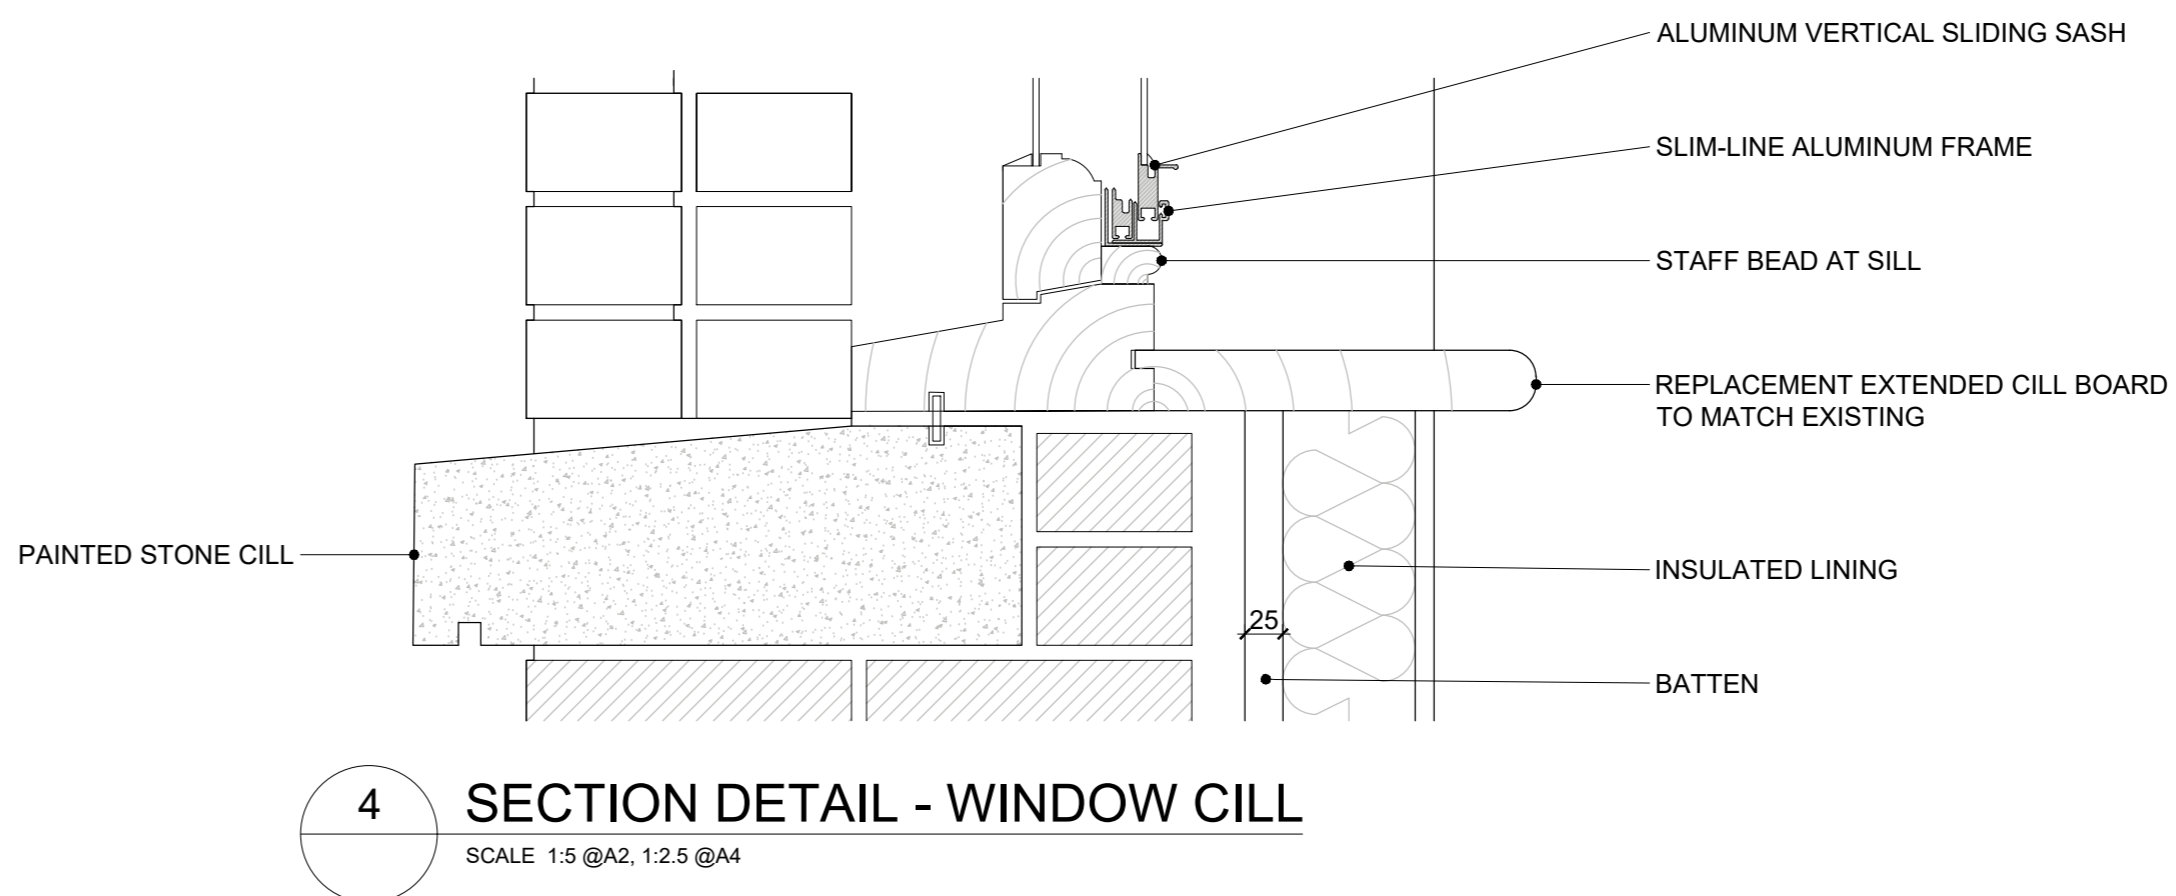 ALUMINUM VERTICAL SLIDING SASH
SLIM-LINE ALUMINUM FRAME
STAFF BEAD AT SILL
REPLACEMENT EXTENDED CILL BOARD
TO MATCH EXISTING
PAINTED STONE CILL
INSULATED LINING
25
BATTEN
4
SECTION DETAIL - WINDOW CILL
SCALE 1:5 @A2, 1:2.5 @A4